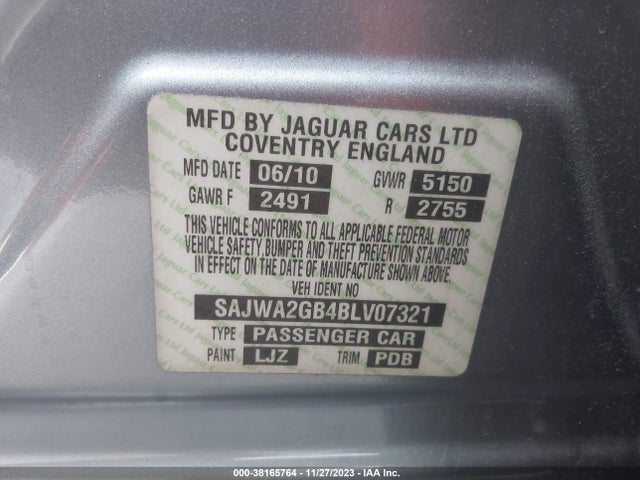 MFD BY JAGUAR CARS LTD
COVENTRY ENGLAND
MFD DATE 06/10 GVWR 5150
GAWR F 2491 R 2755
THIS VEHICLE CONFORMS TO ALL APPLICABLE FEDERAL MOTOR
VEHICLE SAFETY,BUMPER AND THEFT PREVENTION STANDARDS
IN EFFECT ON THE DATE OF MANUFACTURE SHOWN ABOVE.
VEH IDENT NO
SAJWA2GB4BLV07321
TYPE PASSENGER CAR
PAINT LJZ TRIM PDB
000-38165764 - 11/27/2023 - IAA Inc.